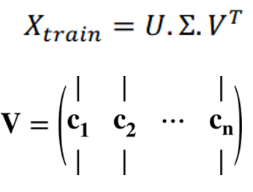 X_train = U.Σ.V^T
V = (c₁ c₂ ⋯ cₙ)